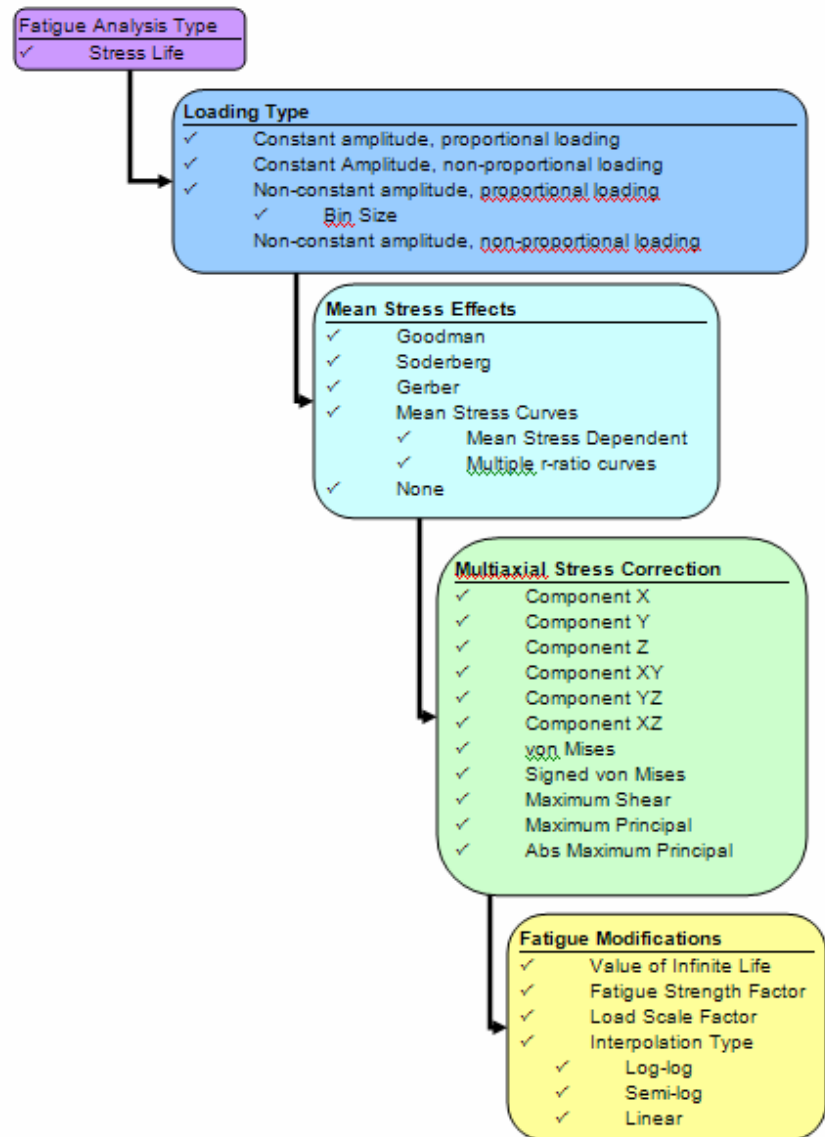 Fatigue Analysis Type
✓ Stress Life
Loading Type
✓ Constant amplitude, proportional loading
✓ Constant Amplitude, non-proportional loading
✓ Non-constant amplitude, proportional loading
✓ Bin Size
Non-constant amplitude, non-proportional loading
Mean Stress Effects
✓ Goodman
✓ Soderberg
✓ Gerber
✓ Mean Stress Curves
✓ Mean Stress Dependent
✓ Multiple r-ratio curves
✓ None
Multiaxial Stress Correction
✓ Component X
✓ Component Y
✓ Component Z
✓ Component XY
✓ Component YZ
✓ Component XZ
✓ von Mises
✓ Signed von Mises
✓ Maximum Shear
✓ Maximum Principal
✓ Abs Maximum Principal
Fatigue Modifications
✓ Value of Infinite Life
✓ Fatigue Strength Factor
✓ Load Scale Factor
✓ Interpolation Type
✓ Log-log
✓ Semi-log
✓ Linear